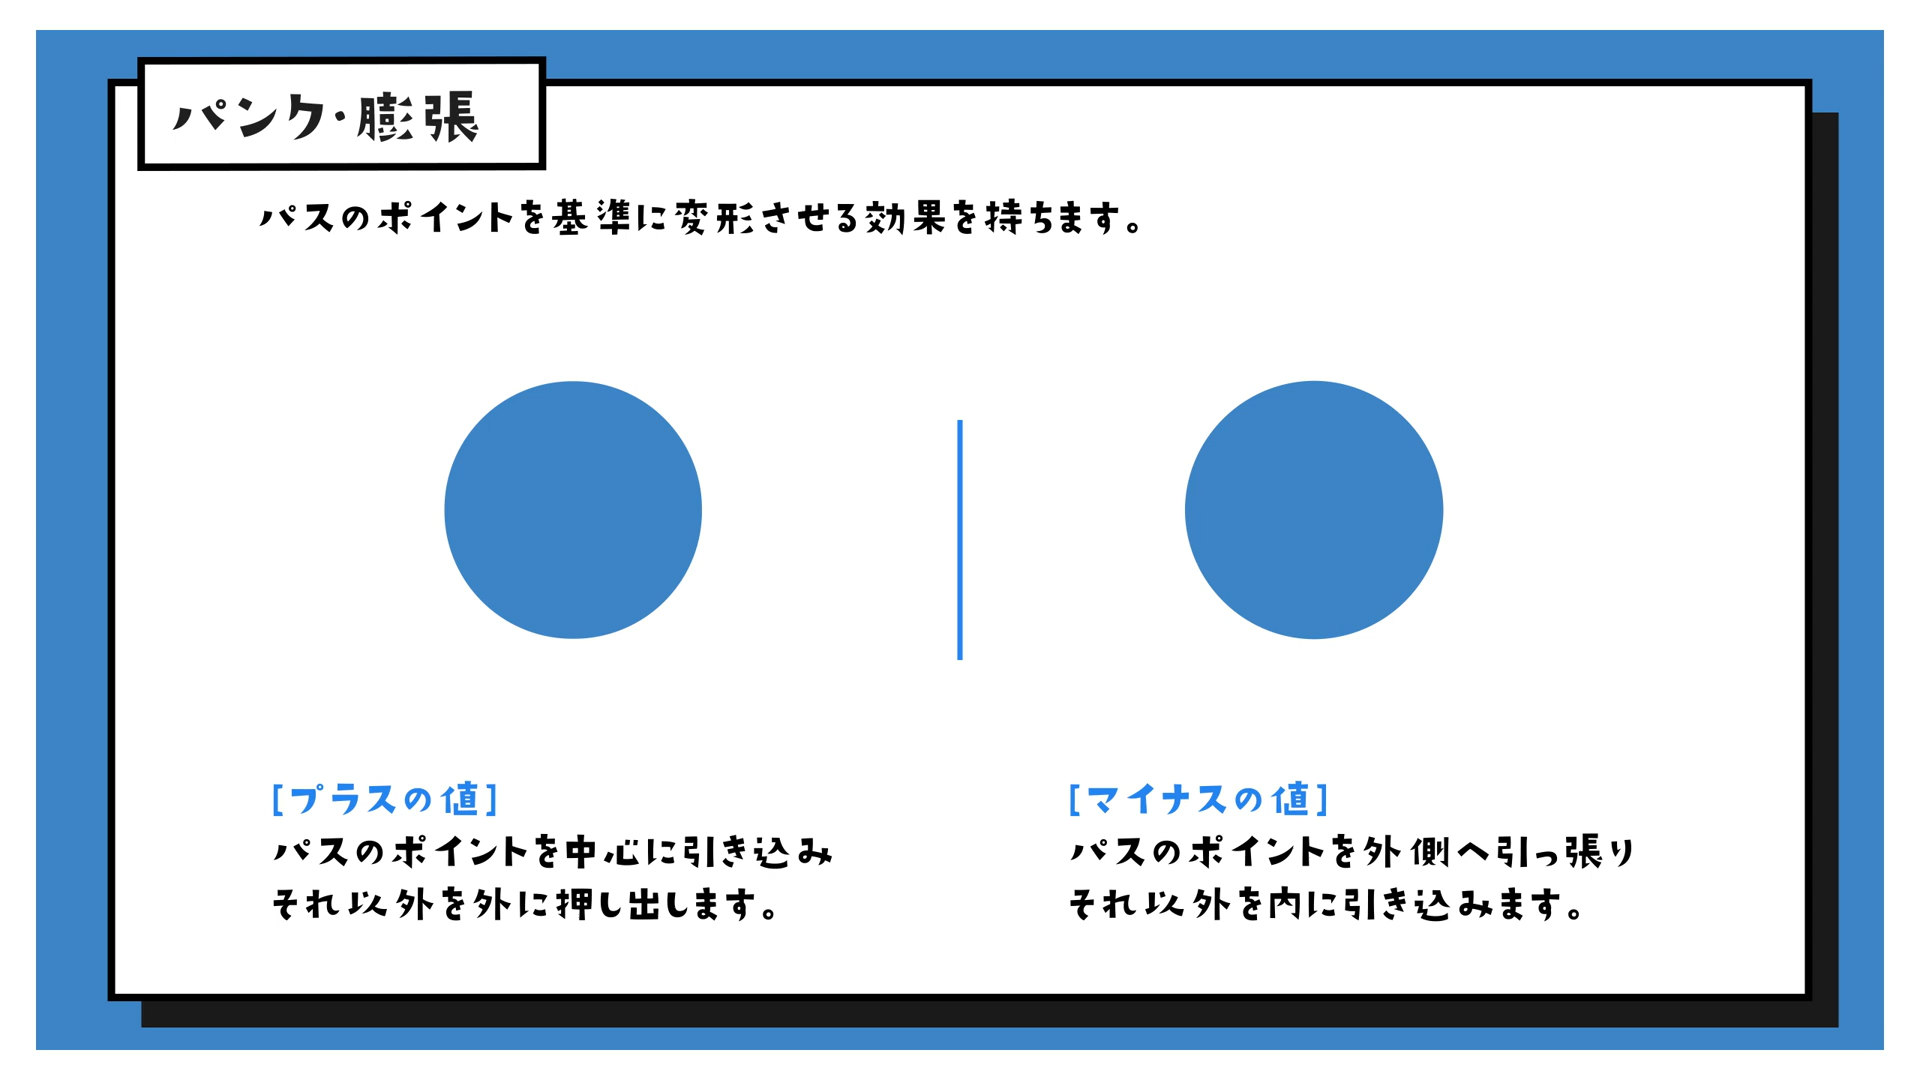 パンク・膨張
パスのポイントを基準に変形させる効果を持ちます。
[プラスの値]
パスのポイントを中心に引き込み
それ以外を外に押し出します。
[マイナスの値]
パスのポイントを外側へ引っ張り
それ以外を内に引き込みます。